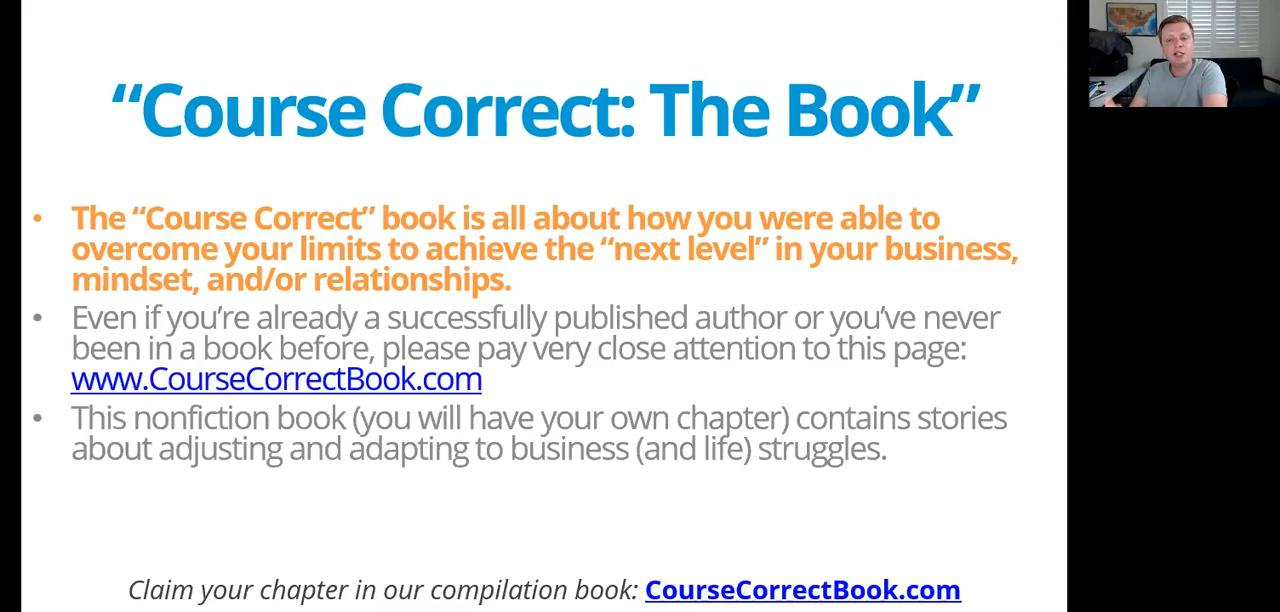 “Course Correct: The Book”
• The “Course Correct” book is all about how you were able to
overcome your limits to achieve the “next level” in your business,
mindset, and/or relationships.
• Even if you’re already a successfully published author or you’ve never
been in a book before, please pay very close attention to this page:
www.CourseCorrectBook.com
• This nonfiction book (you will have your own chapter) contains stories
about adjusting and adapting to business (and life) struggles.
Claim your chapter in our compilation book: CourseCorrectBook.com